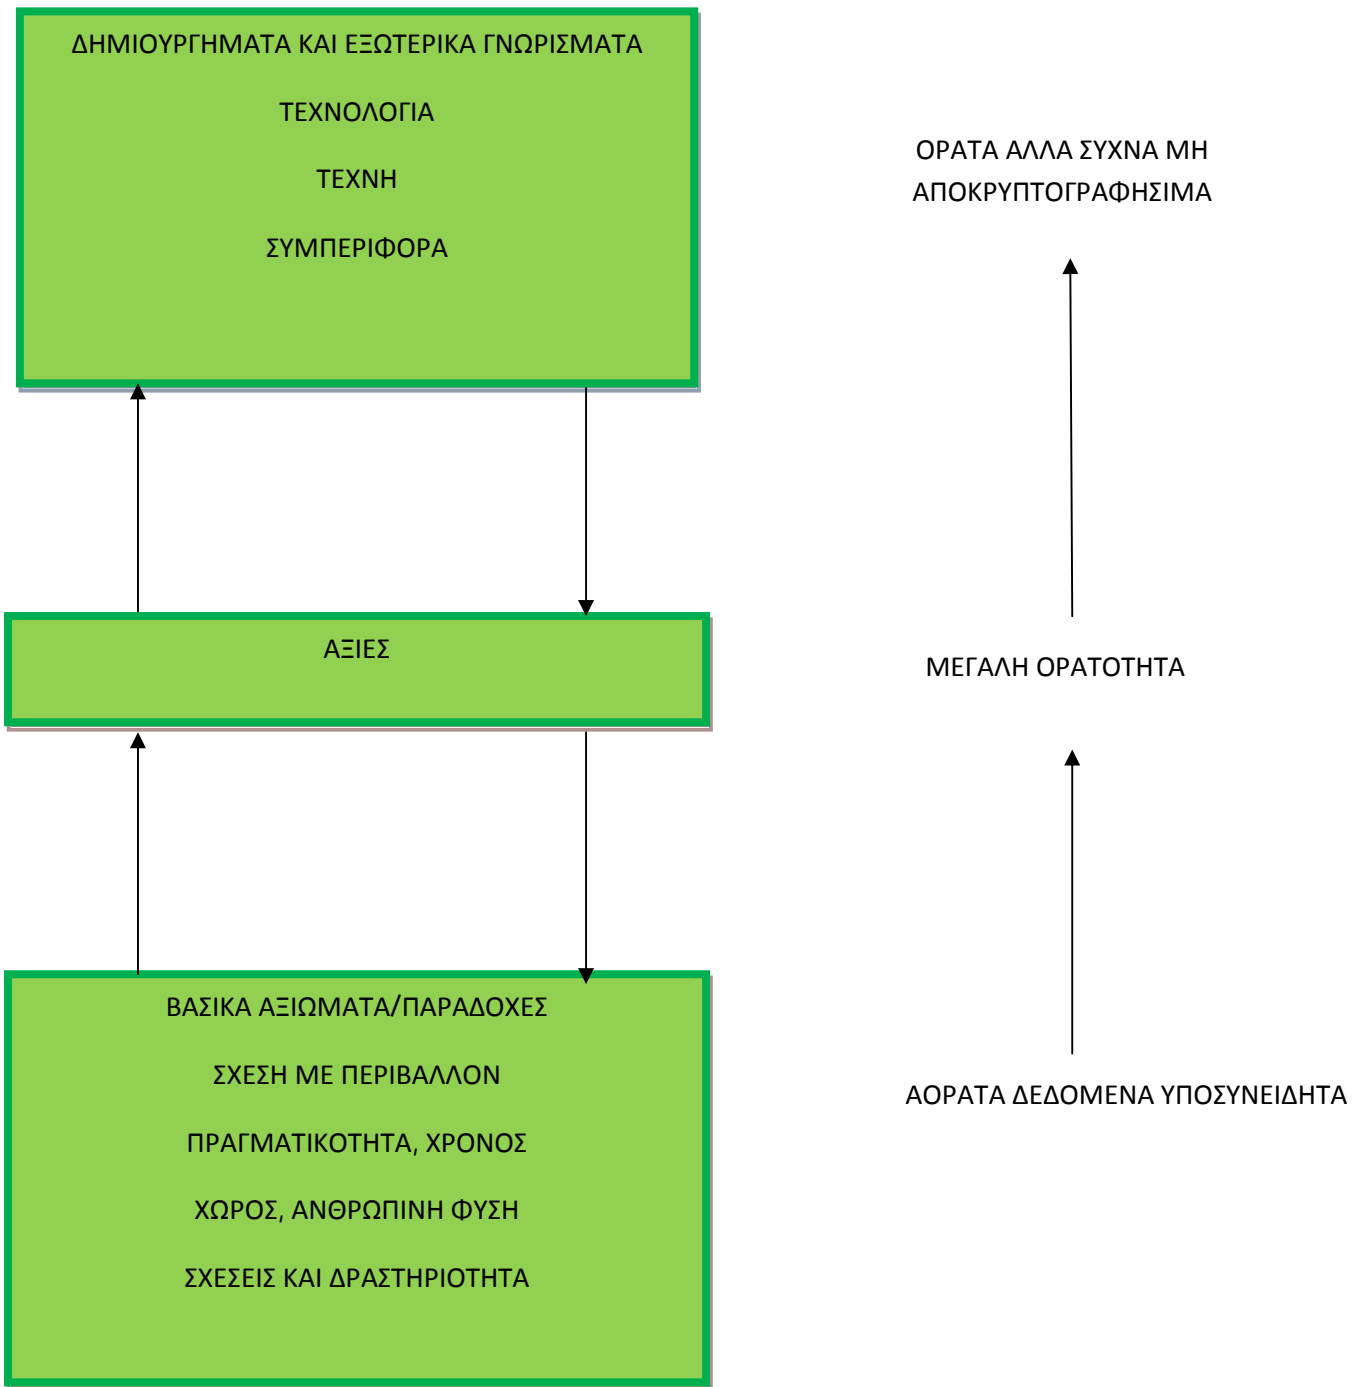 ΔΗΜΙΟΥΡΓΗΜΑΤΑ ΚΑΙ ΕΞΩΤΕΡΙΚΑ ΓΝΩΡΙΣΜΑΤΑ
ΤΕΧΝΟΛΟΓΙΑ
ΤΕΧΝΗ
ΣΥΜΠΕΡΙΦΟΡΑ
ΟΡΑΤΑ ΑΛΛΑ ΣΥΧΝΑ ΜΗ
ΑΠΟΚΡΥΠΤΟΓΡΑΦΗΣΙΜΑ
ΑΞΙΕΣ
ΜΕΓΑΛΗ ΟΡΑΤΟΤΗΤΑ
ΒΑΣΙΚΑ ΑΞΙΩΜΑΤΑ/ΠΑΡΑΔΟΧΕΣ
ΣΧΕΣΗ ΜΕ ΠΕΡΙΒΑΛΛΟΝ
ΠΡΑΓΜΑΤΙΚΟΤΗΤΑ, ΧΡΟΝΟΣ
ΧΩΡΟΣ, ΑΝΘΡΩΠΙΝΗ ΦΥΣΗ
ΣΧΕΣΕΙΣ ΚΑΙ ΔΡΑΣΤΗΡΙΟΤΗΤΑ
ΑΟΡΑΤΑ ΔΕΔΟΜΕΝΑ ΥΠΟΣΥΝΕΙΔΗΤΑ